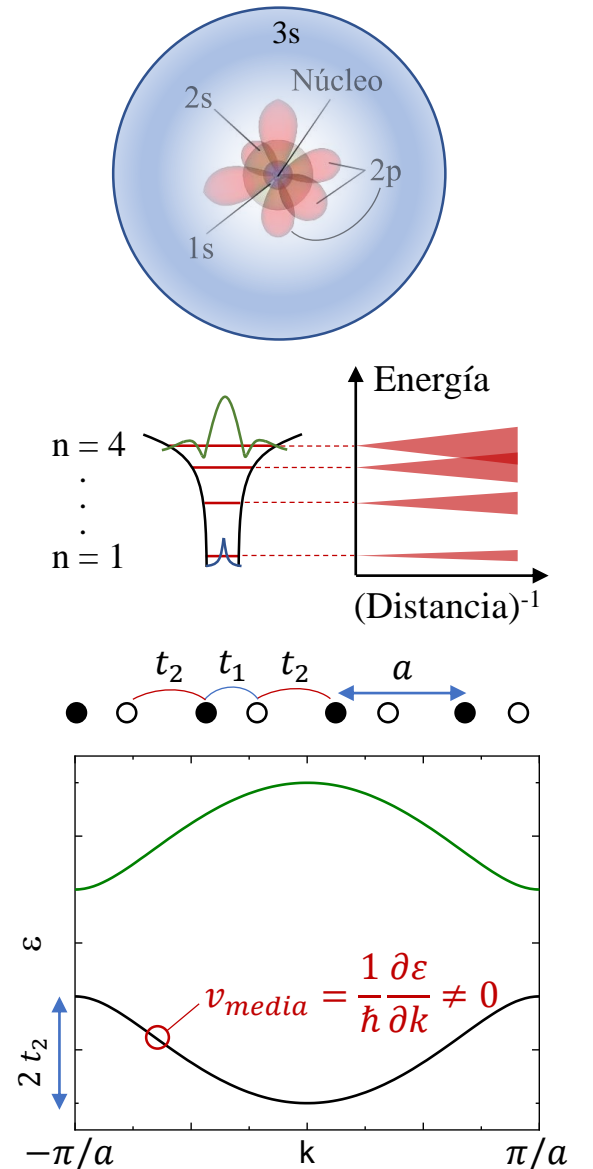 3s
Núcleo
2s
2p
1s
Energía
n = 4
.
.
.
n = 1
(Distancia)⁻¹
t₂ t₁ t₂ a
ε
v_media = 1/ħ ∂ε/∂k ≠ 0
2 t₂
−π/a k π/a